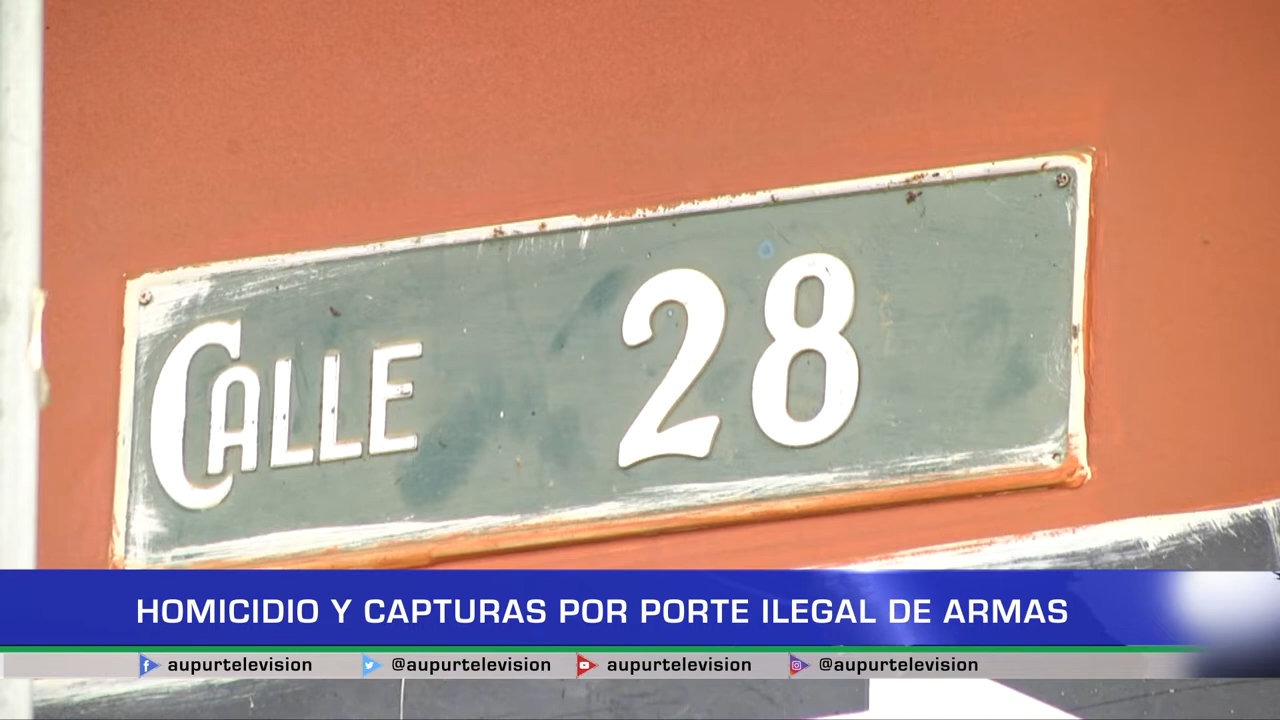 CALLE 28
HOMICIDIO Y CAPTURAS POR PORTE ILEGAL DE ARMAS
aupurtelevision @aupurtelevision aupurtelevision @aupurtelevision